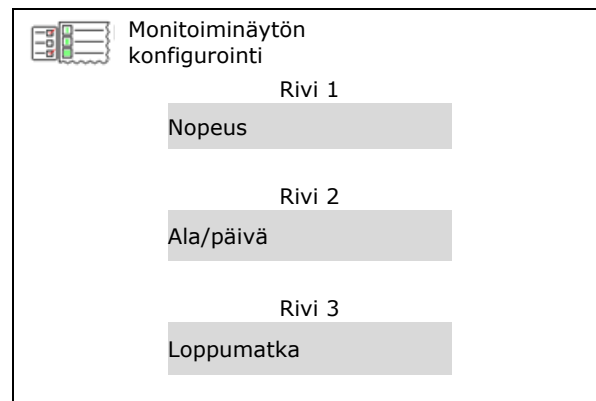 Monitoiminäytön
konfigurointi
Rivi 1
Nopeus
Rivi 2
Ala/päivä
Rivi 3
Loppumatka